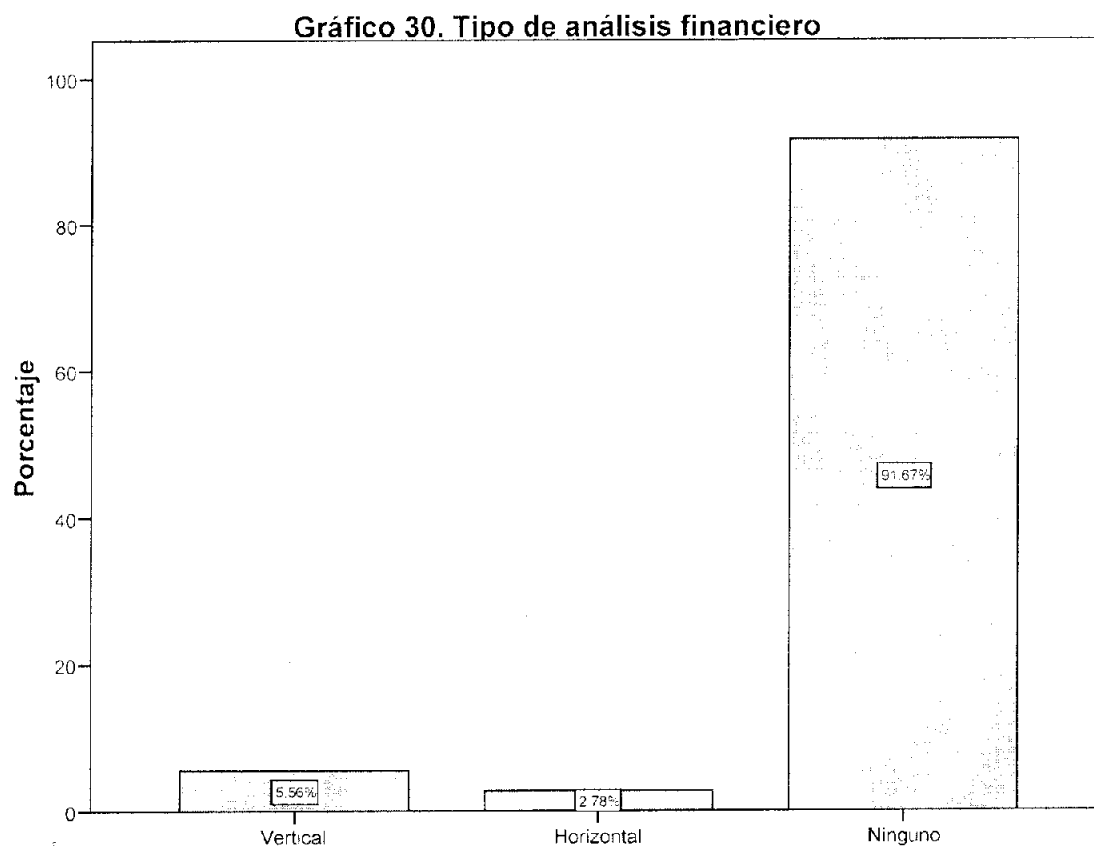 Gráfico 30. Tipo de análisis financiero
Porcentaje
100
80
60
40
20
0
5.56%
2.78%
91.67%
Vertical
Horizontal
Ninguno